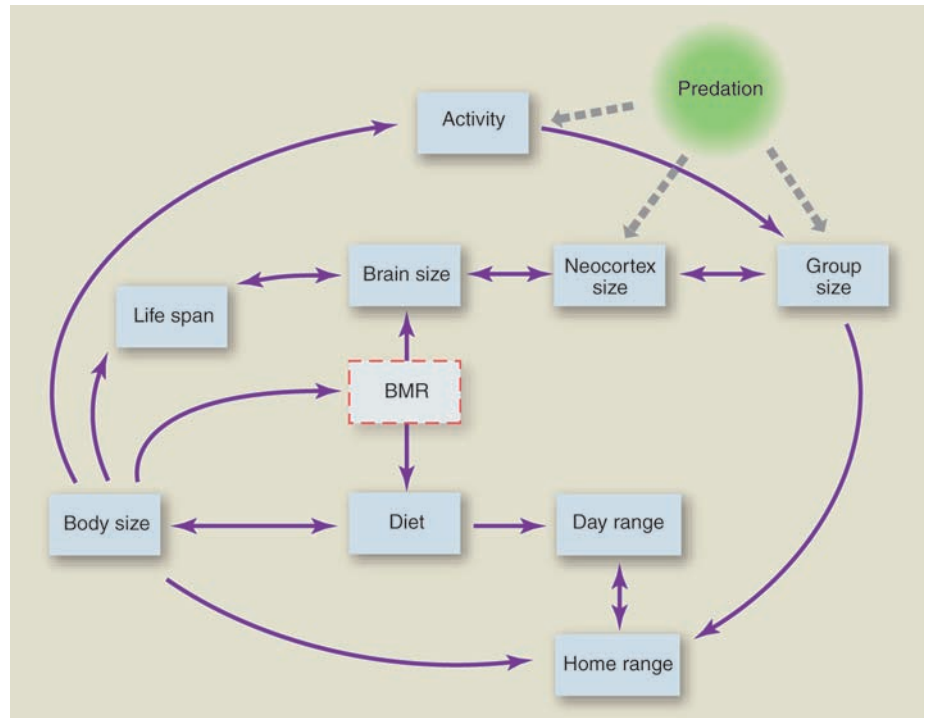 Predation
Activity
Brain size
Neocortex
size
Group
size
Life span
BMR
Body size
Diet
Day range
Home range